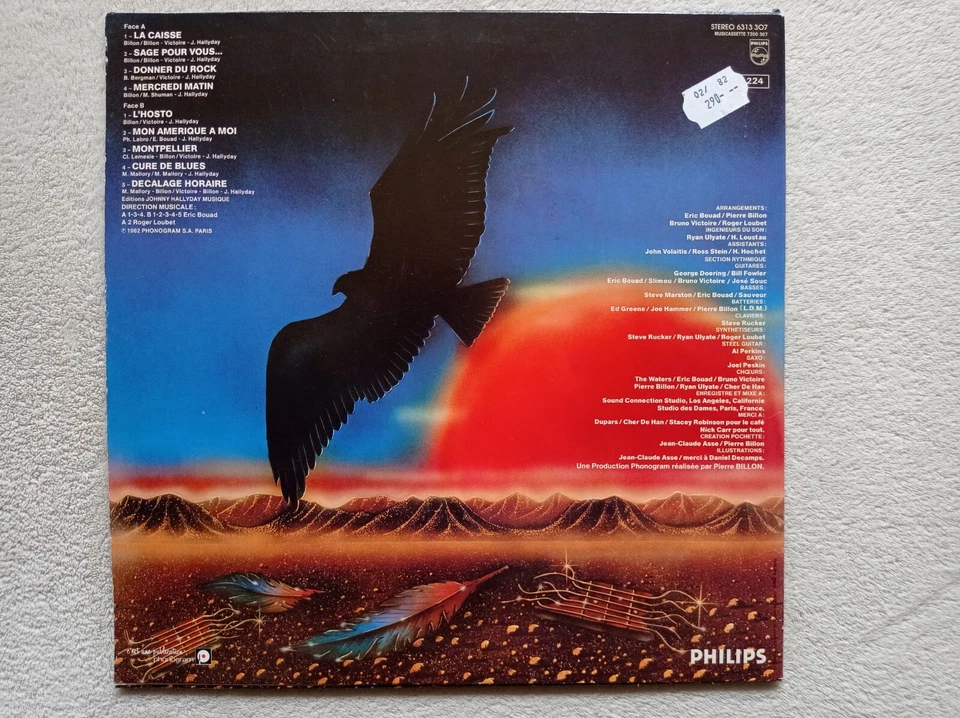 Face A
1 - LA CAISSE
Billon / Billon - Victoire - J. Hallyday
2 - SAGE POUR VOUS...
Billon / Billon - Victoire - J. Hallyday
3 - DONNER DU ROCK
B. Bergman / Victoire - J. Hallyday
4 - MERCREDI MATIN
Billon / M. Shuman - J. Hallyday
Face B
1 - L'HOSTO
Billon / Victoire - J. Hallyday
2 - MON AMERIQUE A MOI
Ph. Labro / E. Bouad - J. Hallyday
3 - MONTPELLIER
Cl. Lemesle - Billon / Victoire - J. Hallyday
4 - CURE DE BLUES
M. Mallory / M. Mallory - J. Hallyday
5 - DECALAGE HORAIRE
M. Mallory - Billon / Victoire - Billon - J. Hallyday
Editions JOHNNY HALLYDAY MUSIQUE
DIRECTION MUSICALE :
A 1-3-4. B 1-2-3-4-5 Eric Bouad
A 2 Roger Loubet
℗ 1982 PHONOGRAM S.A. PARIS
STEREO 6313 307
MUSICASSETTE 7200 307
PHILIPS
224
02/ 82
290- --
ARRANGEMENTS :
Eric Bouad / Pierre Billon
Bruno Victoire / Roger Loubet
INGENIEURS DU SON :
Ryan Ulyate / H. Loustau
ASSISTANTS :
John Volaitis / Ross Stein / H. Hochet
SECTION RYTHMIQUE
GUITARES :
George Doering / Bill Fowler
Eric Bouad / Slimou / Bruno Victoire / José Souc
BASSES :
Steve Marston / Eric Bouad / Sauveur
BATTERIES :
Ed Greene / Joe Hammer / Pierre Billon (L.D.M.)
CLAVIERS :
Steve Rucker
SYNTHETISEURS :
Steve Rucker / Ryan Ulyate / Roger Loubet
STEEL GUITAR :
Al Perkins
SAXO :
Joel Peskin
CHŒURS :
The Waters / Eric Bouad / Bruno Victoire
Pierre Billon / Ryan Ulyate / Cher De Han
ENREGISTRE ET MIXE A :
Sound Connection Studio, Los Angeles, Californie
Studio des Dames, Paris, France.
MERCI A :
Dupars / Cher De Han / Stacey Robinson pour le café
Nick Carr pour tout.
CREATION POCHETTE :
Jean-Claude Asse / Pierre Billon
ILLUSTRATIONS :
Jean-Claude Asse / merci à Daniel Decamps.
Une Production Phonogram réalisée par Pierre BILLON.
c'est une publication
phonogram
PHILIPS